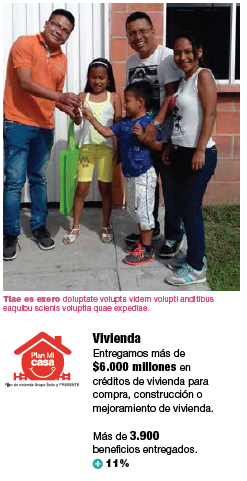 Tiae es exero doluptate volupta videm volupti anditibus
eaquibu scienis voluptia quae expediae.
Plan Mi
casa
Plan de vivienda Grupo Éxito y PRESENTE
Vivienda
Entregamos más de
$6.000 millones en
créditos de vivienda para
compra, construcción o
mejoramiento de vivienda.
Más de 3.900
beneficios entregados.
11%